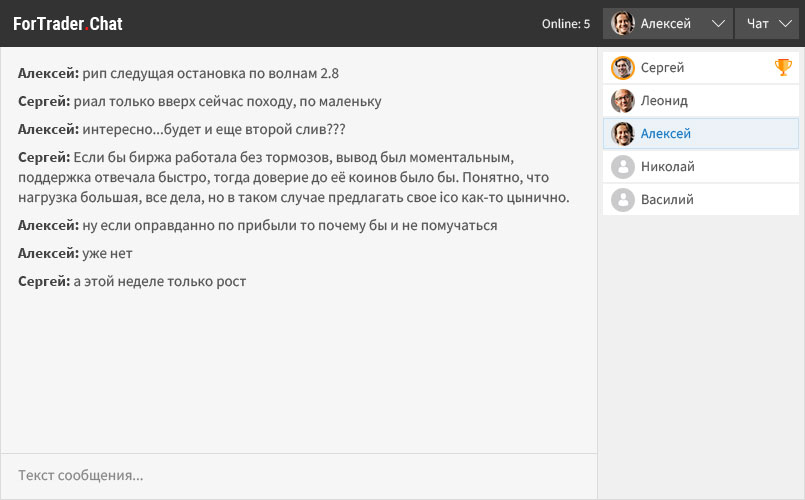 ForTrader.Chat
Online: 5
Алексей
Чат
Алексей: рип следущая остановка по волнам 2.8
Сергей: риал только вверх сейчас походу, по маленьку
Алексей: интересно...будет и еще второй слив???
Сергей: Если бы биржа работала без тормозов, вывод был моментальным,
поддержка отвечала быстро, тогда доверие до её коинов было бы. Понятно, что
нагрузка большая, все дела, но в таком случае предлагать свое ico как-то цынично.
Алексей: ну если оправданно по прибыли то почему бы и не помучаться
Алексей: уже нет
Сергей: а этой неделе только рост
Текст сообщения...
Сергей
Леонид
Алексей
Николай
Василий